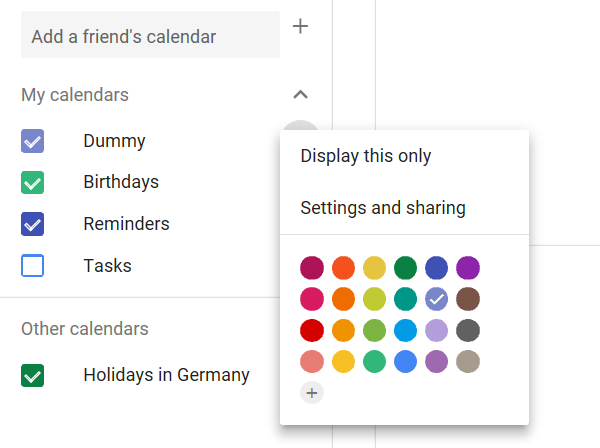 Add a friend's calendar
My calendars
Dummy
Birthdays
Reminders
Tasks
Other calendars
Holidays in Germany
Display this only
Settings and sharing